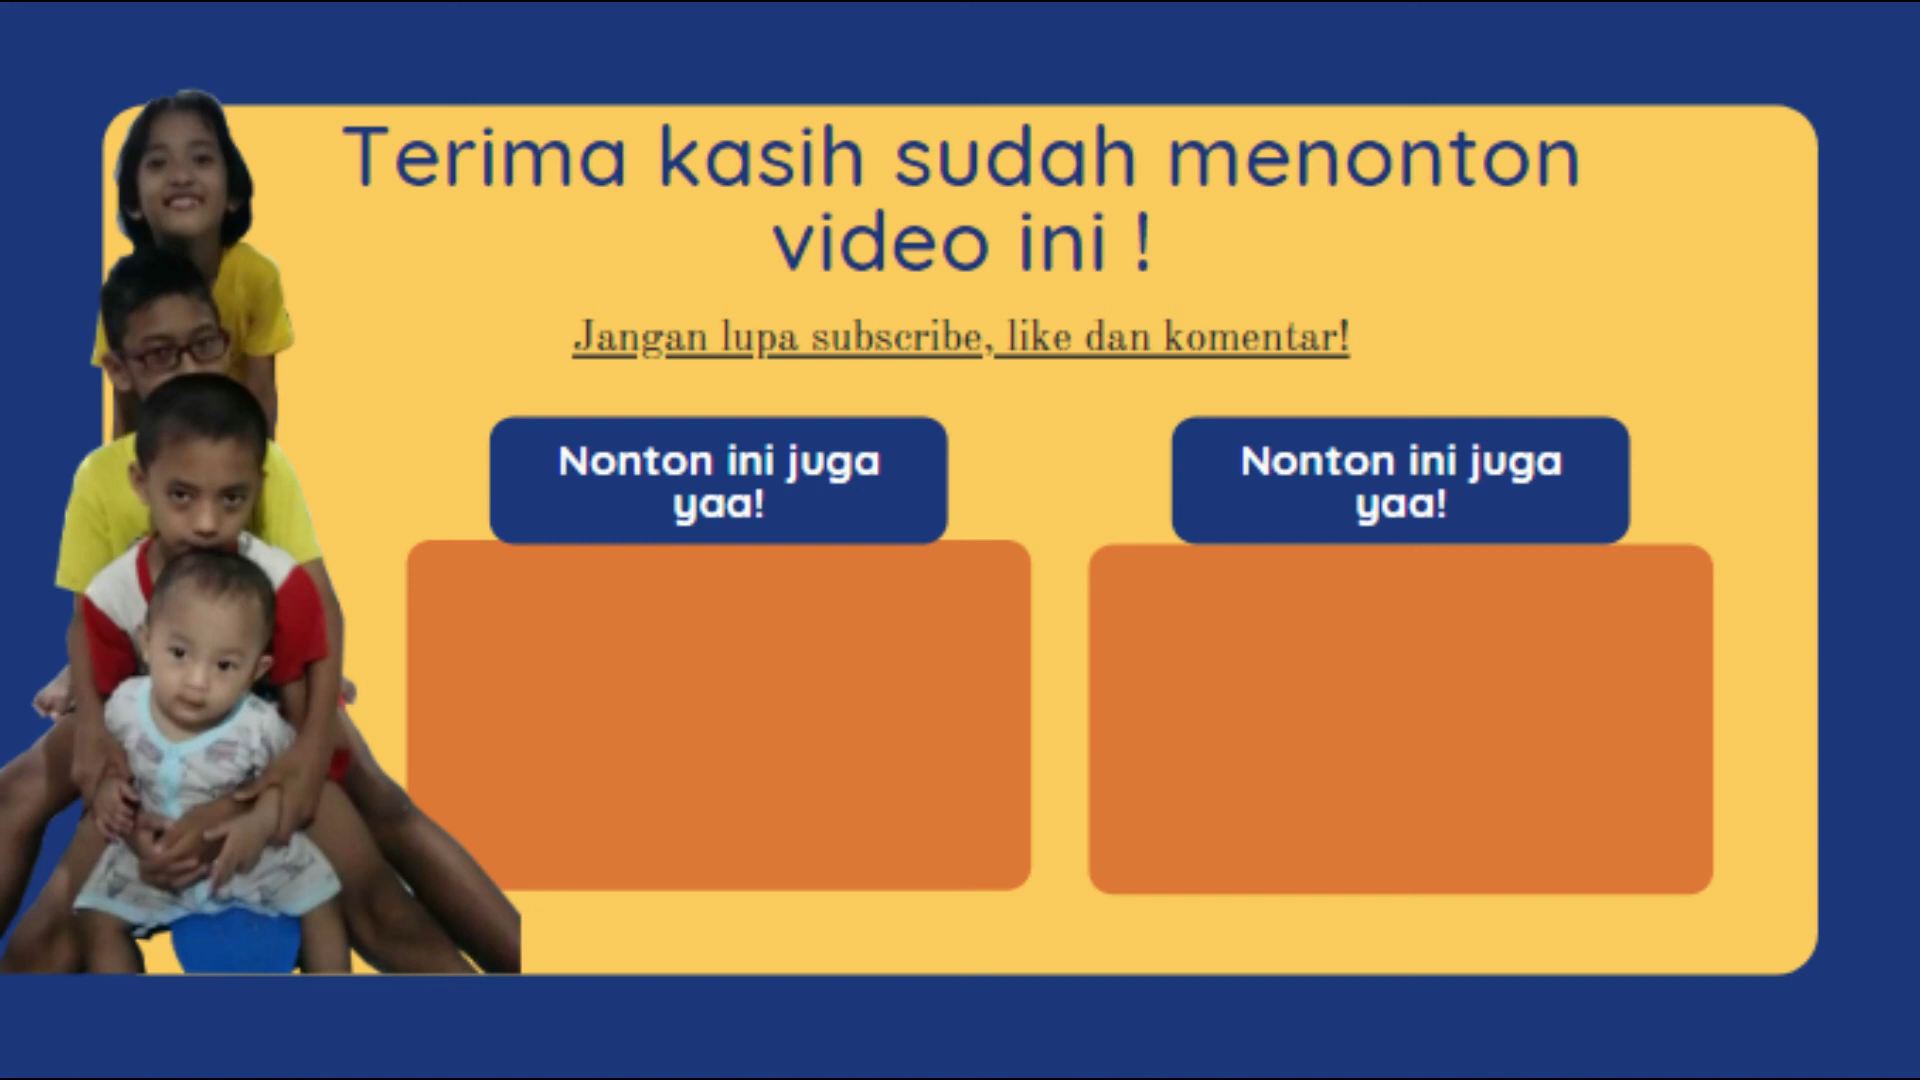 Terima kasih sudah menonton
video ini !
Jangan lupa subscribe, like dan komentar!
Nonton ini juga
yaa!
Nonton ini juga
yaa!